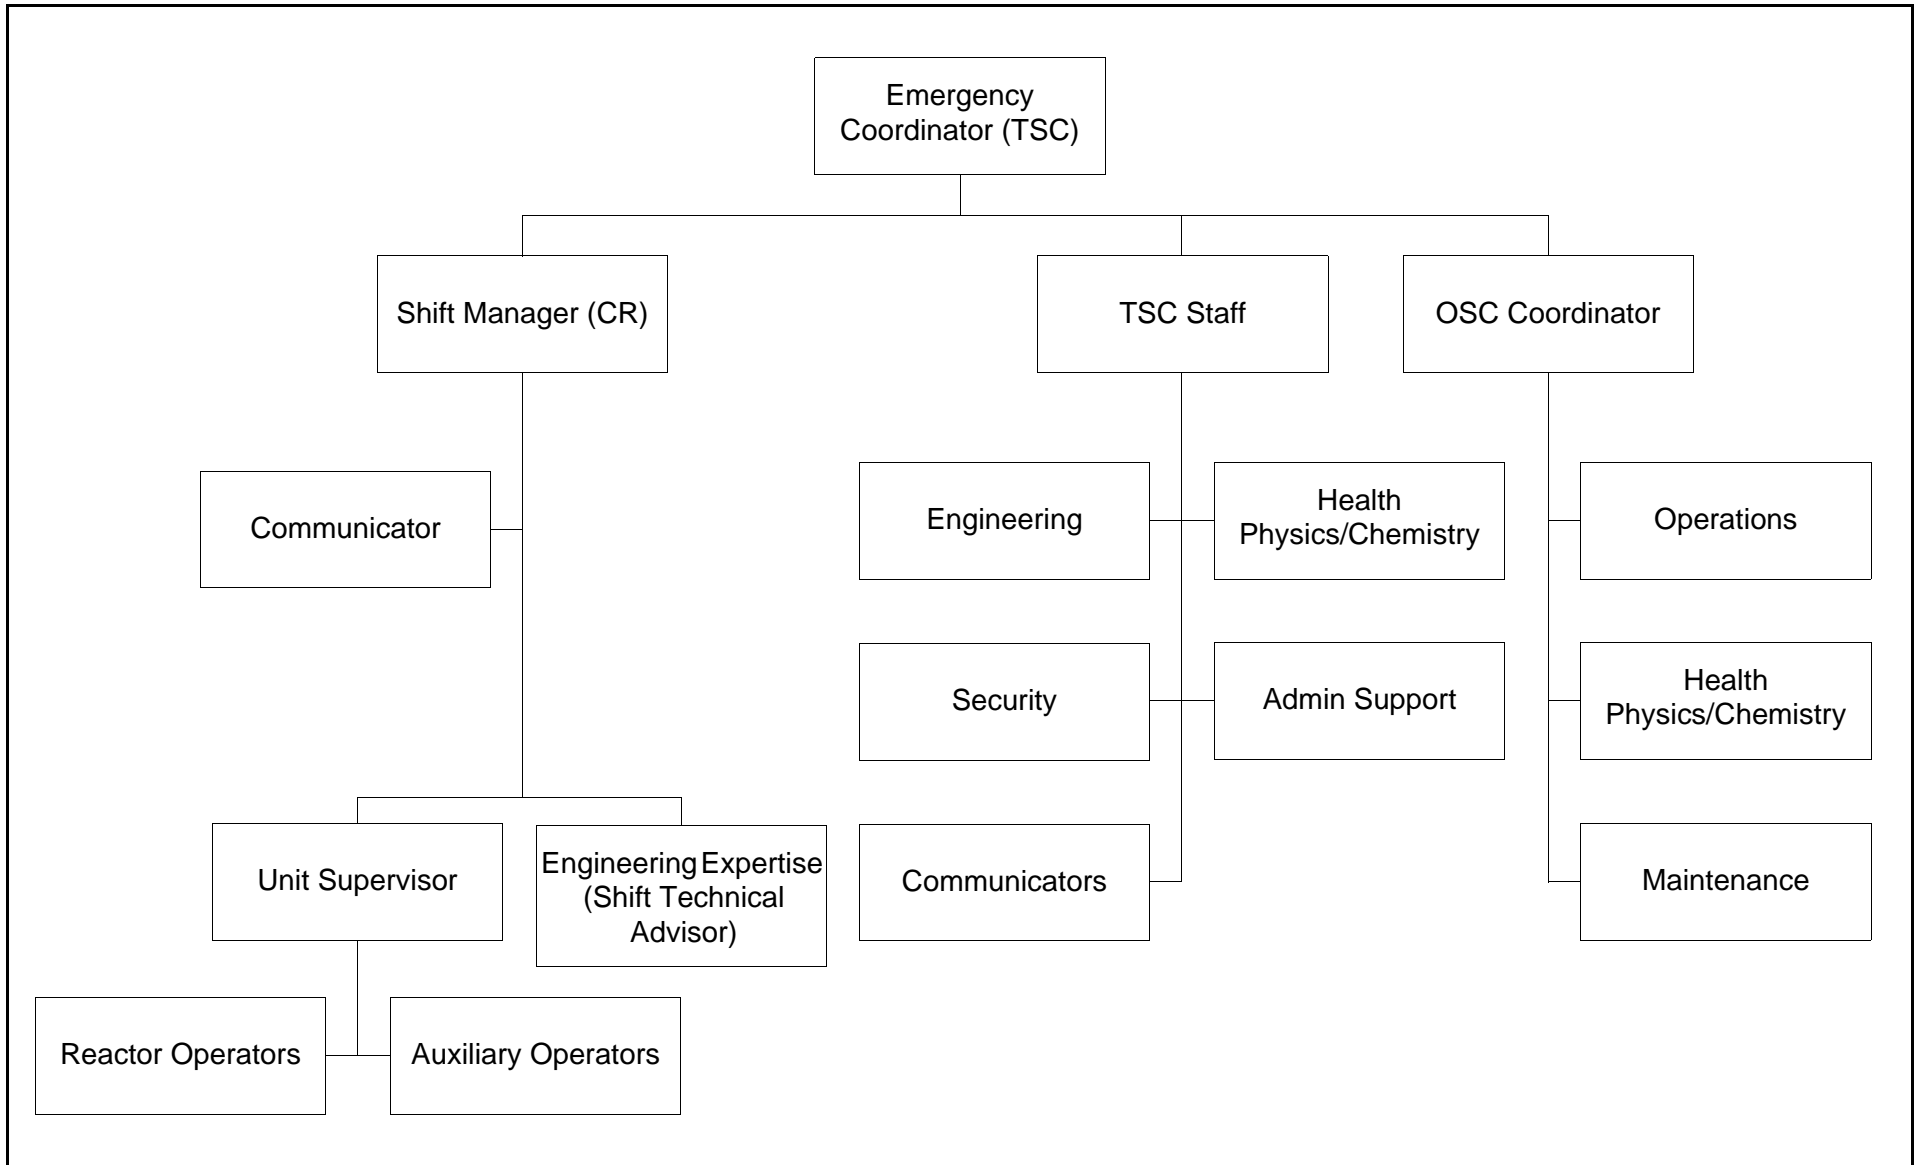 Emergency
Coordinator (TSC)
Shift Manager (CR)
TSC Staff
OSC Coordinator
Communicator
Engineering
Health
Physics/Chemistry
Operations
Security
Admin Support
Health
Physics/Chemistry
Unit Supervisor
Engineering Expertise
(Shift Technical
Advisor)
Communicators
Maintenance
Reactor Operators
Auxiliary Operators